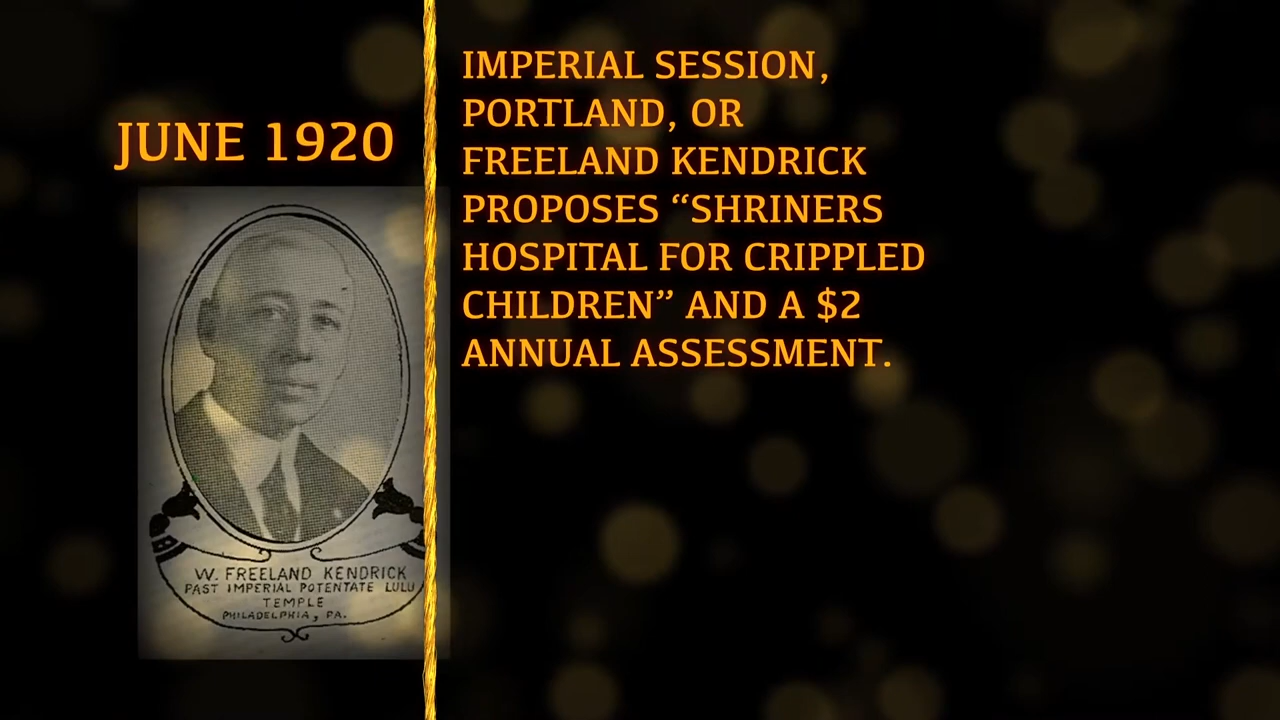 JUNE 1920
IMPERIAL SESSION,
PORTLAND, OR
FREELAND KENDRICK
PROPOSES “SHRINERS
HOSPITAL FOR CRIPPLED
CHILDREN” AND A $2
ANNUAL ASSESSMENT.
W. FREELAND KENDRICK
PAST IMPERIAL POTENTATE LULU
TEMPLE
PHILADELPHIA, PA.